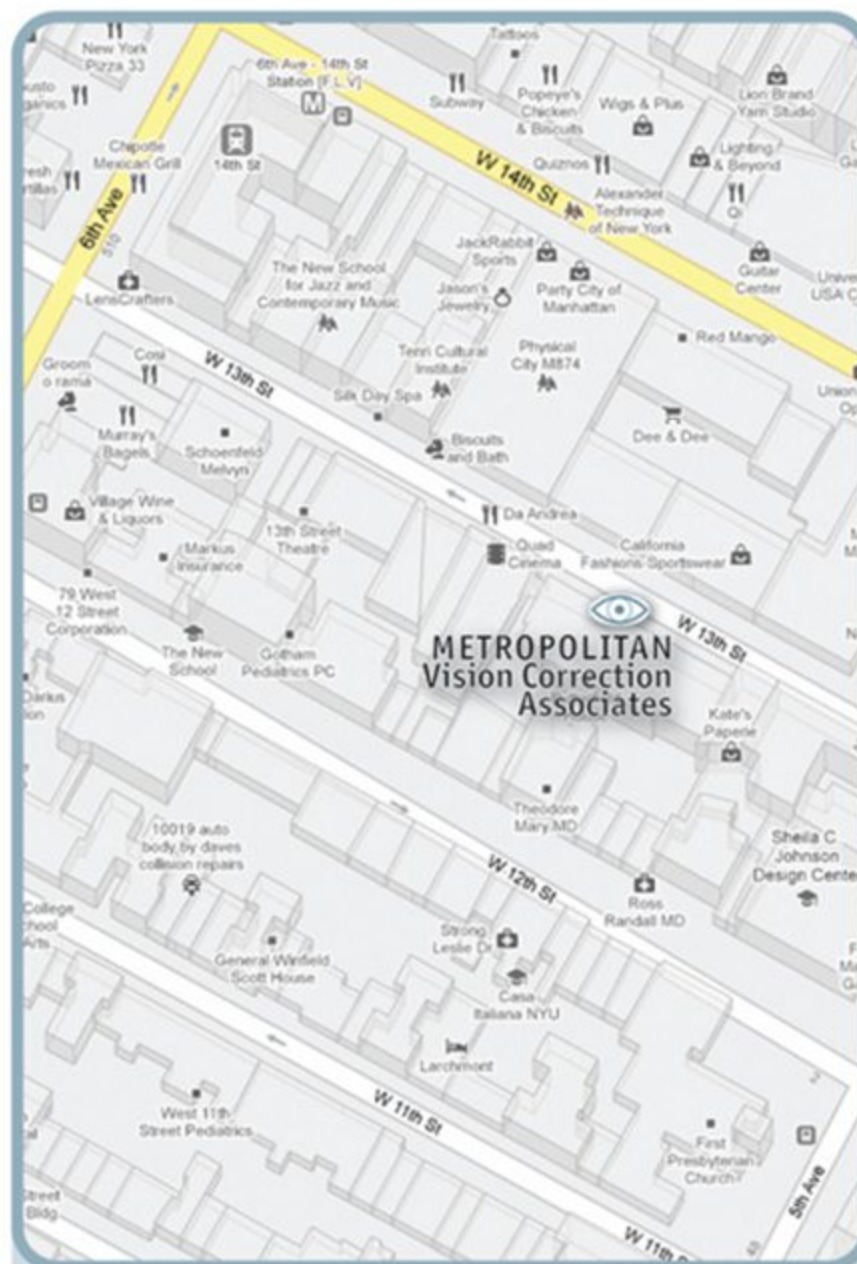 New York
Pizza 33
6th Ave - 14th St
Station [F,L,V]
Tattoos
Subway
Popeye's
Chicken
& Biscuits
Wigs & Plus
Lion Brand
Yarn Studio
Chipotle
Mexican Grill
14th St
W 14th St
Quiznos
Lighting
& Beyond
Qi
Alexander
Technique
of New York
6th Ave
510
LensCrafters
The New School
for Jazz and
Contemporary Music
JackRabbit
Sports
Jason's
Jewelry
Party City of
Manhattan
Guitar
Center
Red Mango
Groom
o rama
Cosi
W 13th St
Tenri Cultural
Institute
Physical
City M874
Silk Day Spa
Murray's
Bagels
Schoenfeld
Melvyn
Biscuits
and Bath
Dee & Dee
Village Wine
& Liquors
13th Street
Theatre
Da Andrea
Markus
Insurance
Quad
Cinema
California
Fashions Sportswear
79 West
12 Street
Corporation
The New
School
Gotham
Pediatrics PC
W 13th St
METROPOLITAN
Vision Correction
Associates
Kate's
Paperie
Theodore
Mary MD
10019 auto
body by daves
collision repairs
W 12th St
Sheila C
Johnson
Design Cente
Ross
Randall MD
General Winfield
Scott House
Strong
Leslie Dr
Casa
Italiana NYU
Larchmont
West 11th
Street Pediatrics
W 11th St
2
First
Presbyterian
Church
5th Ave
W 11th